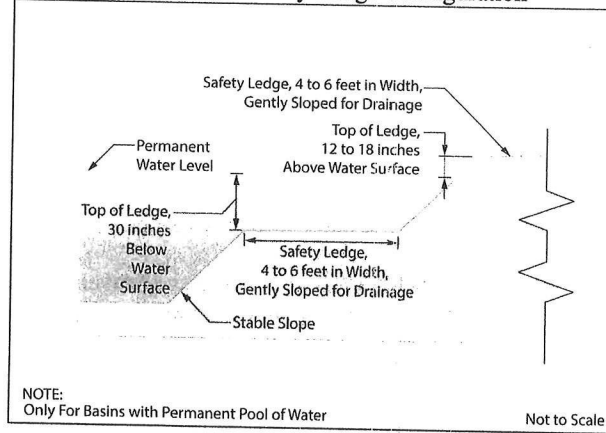 Safety Ledge, 4 to 6 feet in Width,
Gently Sloped for Drainage
Top of Ledge,
12 to 18 inches
Above Water Surface
Permanent
Water Level
Top of Ledge,
30 inches
Below
Water
Surface
Safety Ledge,
4 to 6 feet in Width,
Gently Sloped for Drainage
Stable Slope
NOTE:
Only For Basins with Permanent Pool of Water
Not to Scale